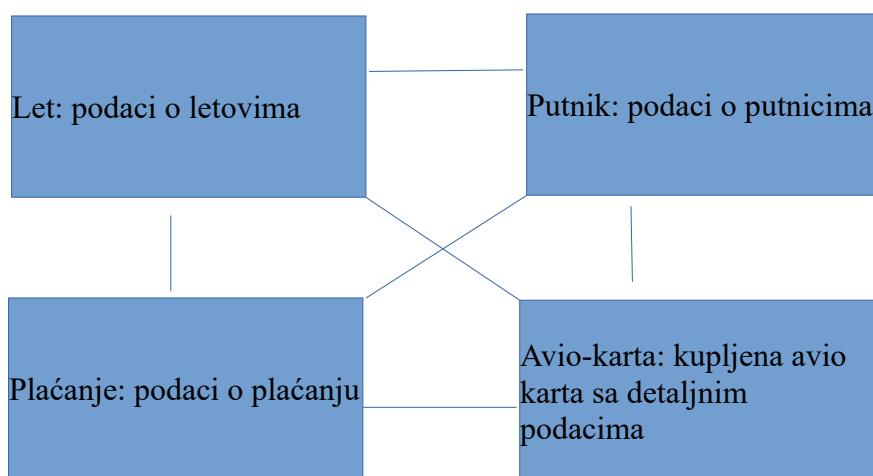 Let: podaci o letovima
Putnik: podaci o putnicima
Plaćanje: podaci o plaćanju
Avio-karta: kupljena avio
karta sa detaljnim
podacima